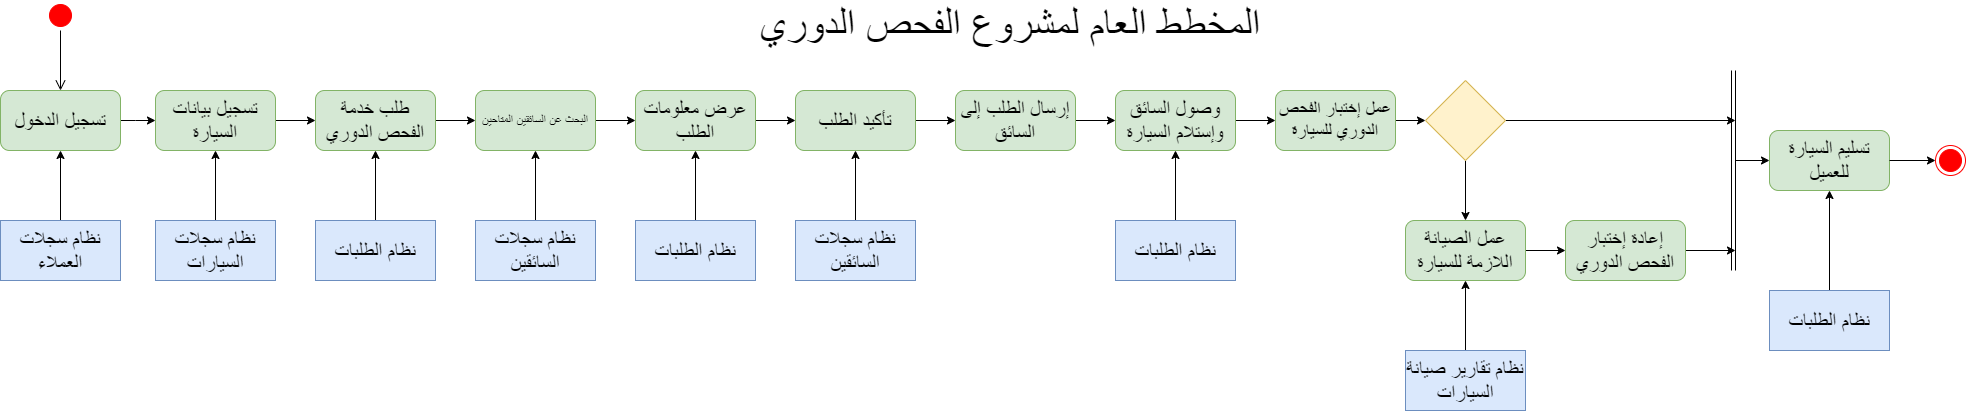 المخطط العام لمشروع الفحص الدوري
تسجيل الدخول
تسجيل بيانات
السيارة
طلب خدمة
الفحص الدوري
البحث عن السائقين المتاحين
عرض معلومات
الطلب
تأكيد الطلب
إرسال الطلب إلى
السائق
وصول السائق
وإستلام السيارة
عمل إختبار الفحص
الدوري للسيارة
تسليم السيارة
للعميل
نظام سجلات
العملاء
نظام سجلات
السيارات
نظام الطلبات
نظام سجلات
السائقين
نظام الطلبات
نظام سجلات
السائقين
نظام الطلبات
عمل الصيانة
اللازمة للسيارة
إعادة إختبار
الفحص الدوري
نظام الطلبات
نظام تقارير صيانة
السيارات